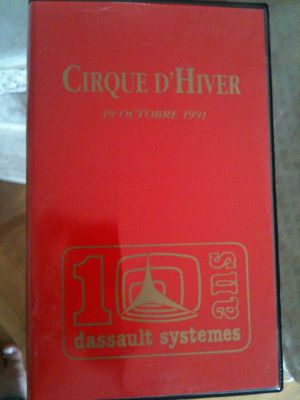 CIRQUE D'HIVER
19 OCTOBRE 1991
10 ans
dassault systemes